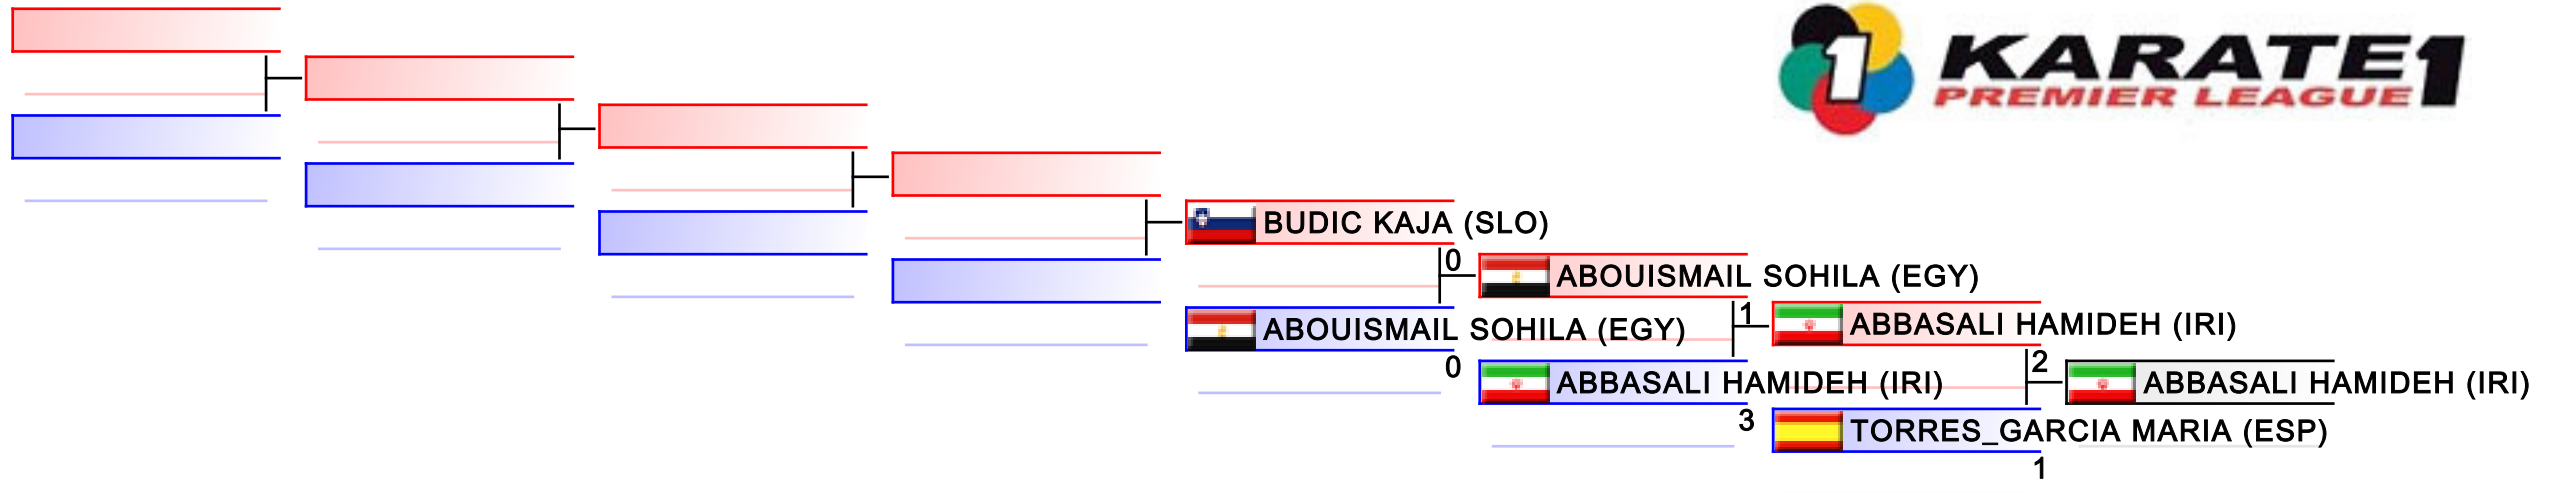 1 KARATE1
PREMIER LEAGUE
BUDIC KAJA (SLO)
0
ABOUISMAIL SOHILA (EGY)
ABOUISMAIL SOHILA (EGY)
0
1
ABBASALI HAMIDEH (IRI)
ABBASALI HAMIDEH (IRI)
3
2
ABBASALI HAMIDEH (IRI)
TORRES_GARCIA MARIA (ESP)
1